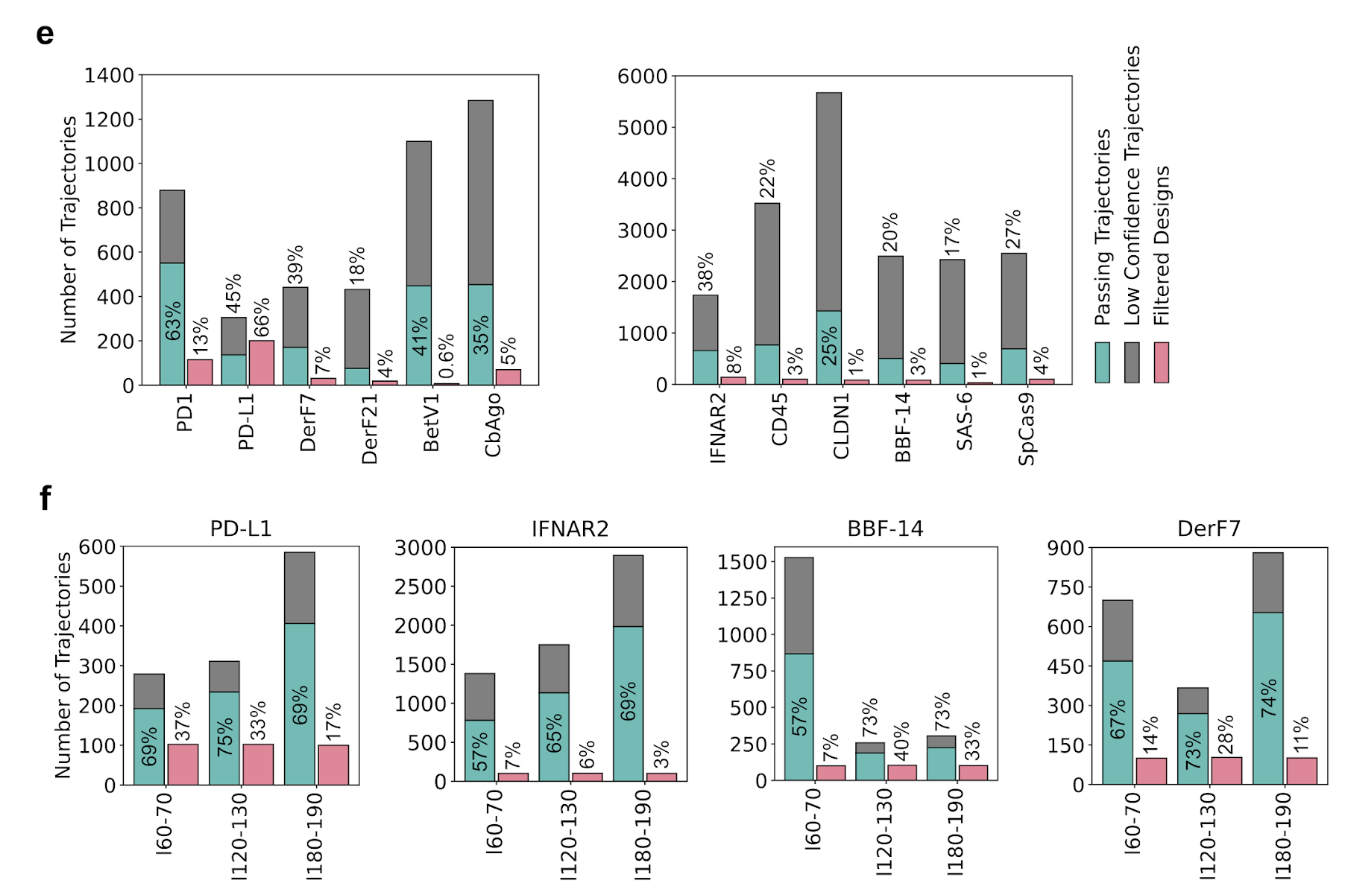 e
Number of Trajectories
1400
1200
1000
800
600
400
200
0
63%
13%
45%
66%
39%
7%
18%
4%
41%
0.6%
35%
5%
PD1
PD-L1
DerF7
DerF21
BetV1
CbAgo
6000
5000
4000
3000
2000
1000
0
38%
8%
22%
3%
25%
1%
20%
3%
17%
1%
27%
4%
IFNAR2
CD45
CLDN1
BBF-14
SAS-6
SpCas9
Passing Trajectories
Low Confidence Trajectories
Filtered Designs
f
PD-L1
Number of Trajectories
600
500
400
300
200
100
0
69%
37%
75%
33%
69%
17%
l60-70
l120-130
l180-190
IFNAR2
3000
2500
2000
1500
1000
500
0
57%
7%
65%
6%
69%
3%
l60-70
l120-130
l180-190
BBF-14
1500
1250
1000
750
500
250
0
57%
7%
73%
40%
73%
33%
l60-70
l120-130
l180-190
DerF7
900
750
600
450
300
150
0
67%
14%
73%
28%
74%
11%
l60-70
l120-130
l180-190